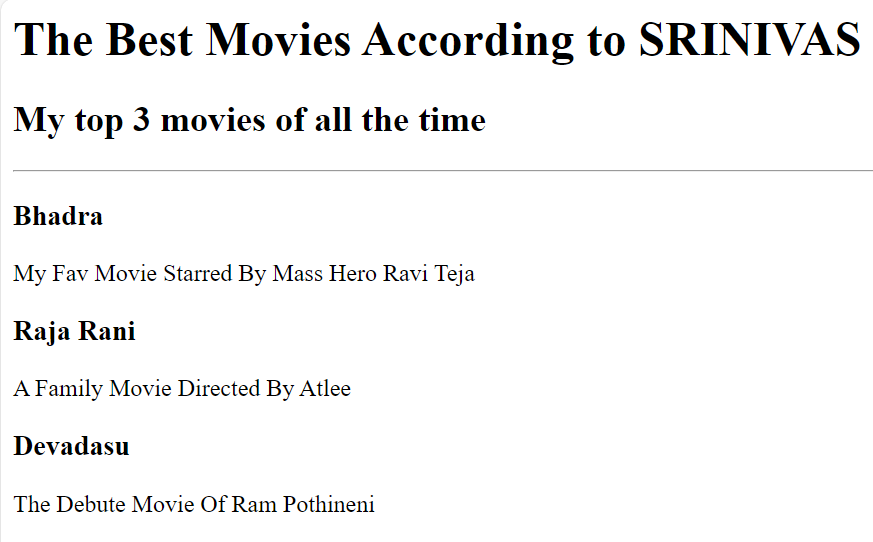 The Best Movies According to SRINIVAS
My top 3 movies of all the time
Bhadra
My Fav Movie Starred By Mass Hero Ravi Teja
Raja Rani
A Family Movie Directed By Atlee
Devadasu
The Debute Movie Of Ram Pothineni